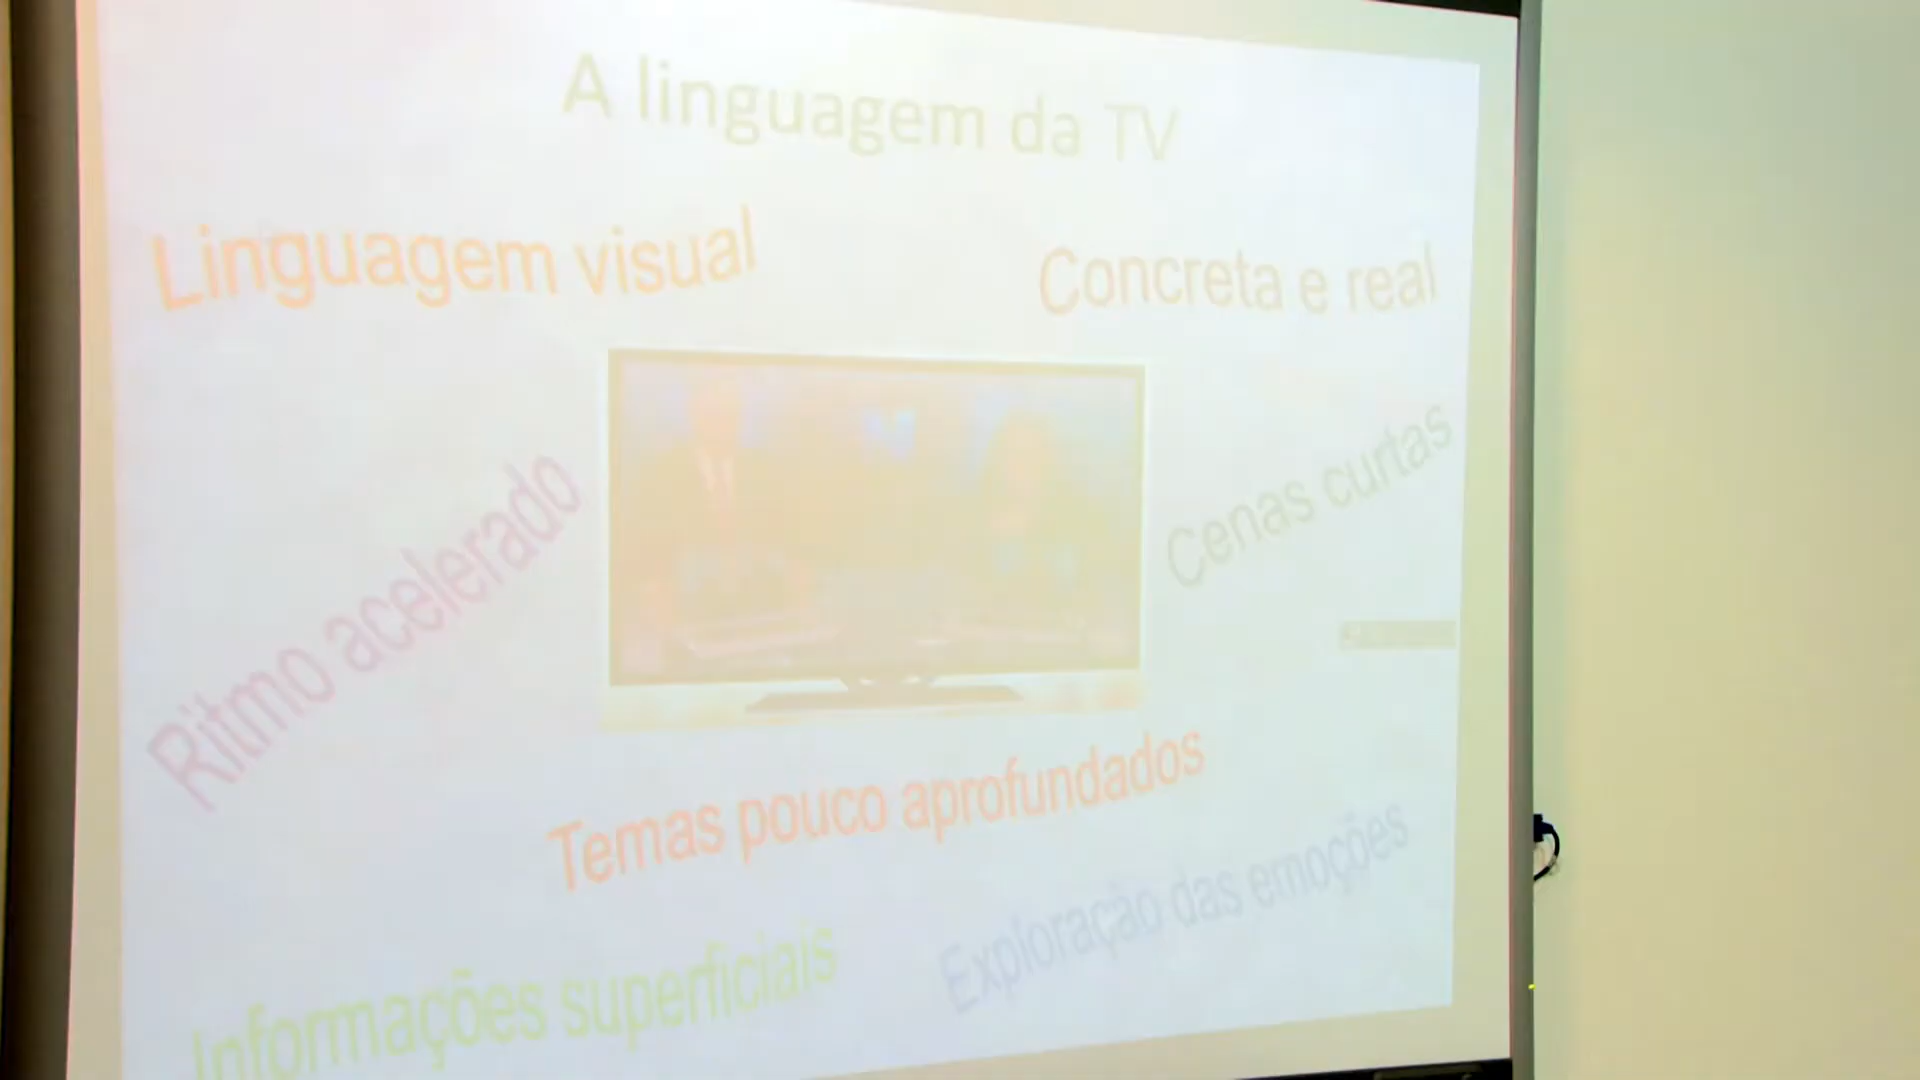 A linguagem da TV
Linguagem visual
Concreta e real
Ritmo acelerado
Cenas curtas
Temas pouco aprofundados
Exploração das emoções
Informações superficiais